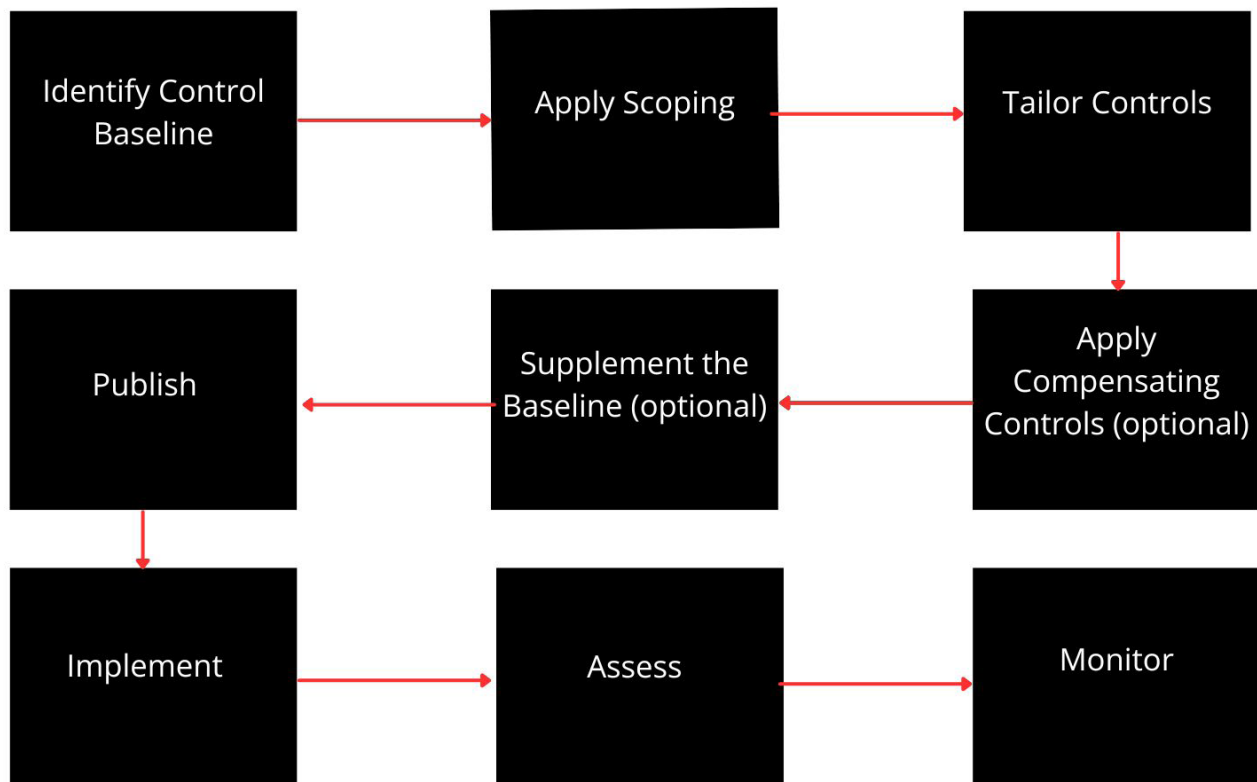 Identify Control
Baseline
Apply Scoping
Tailor Controls
Apply
Compensating
Controls (optional)
Supplement the
Baseline (optional)
Publish
Implement
Assess
Monitor